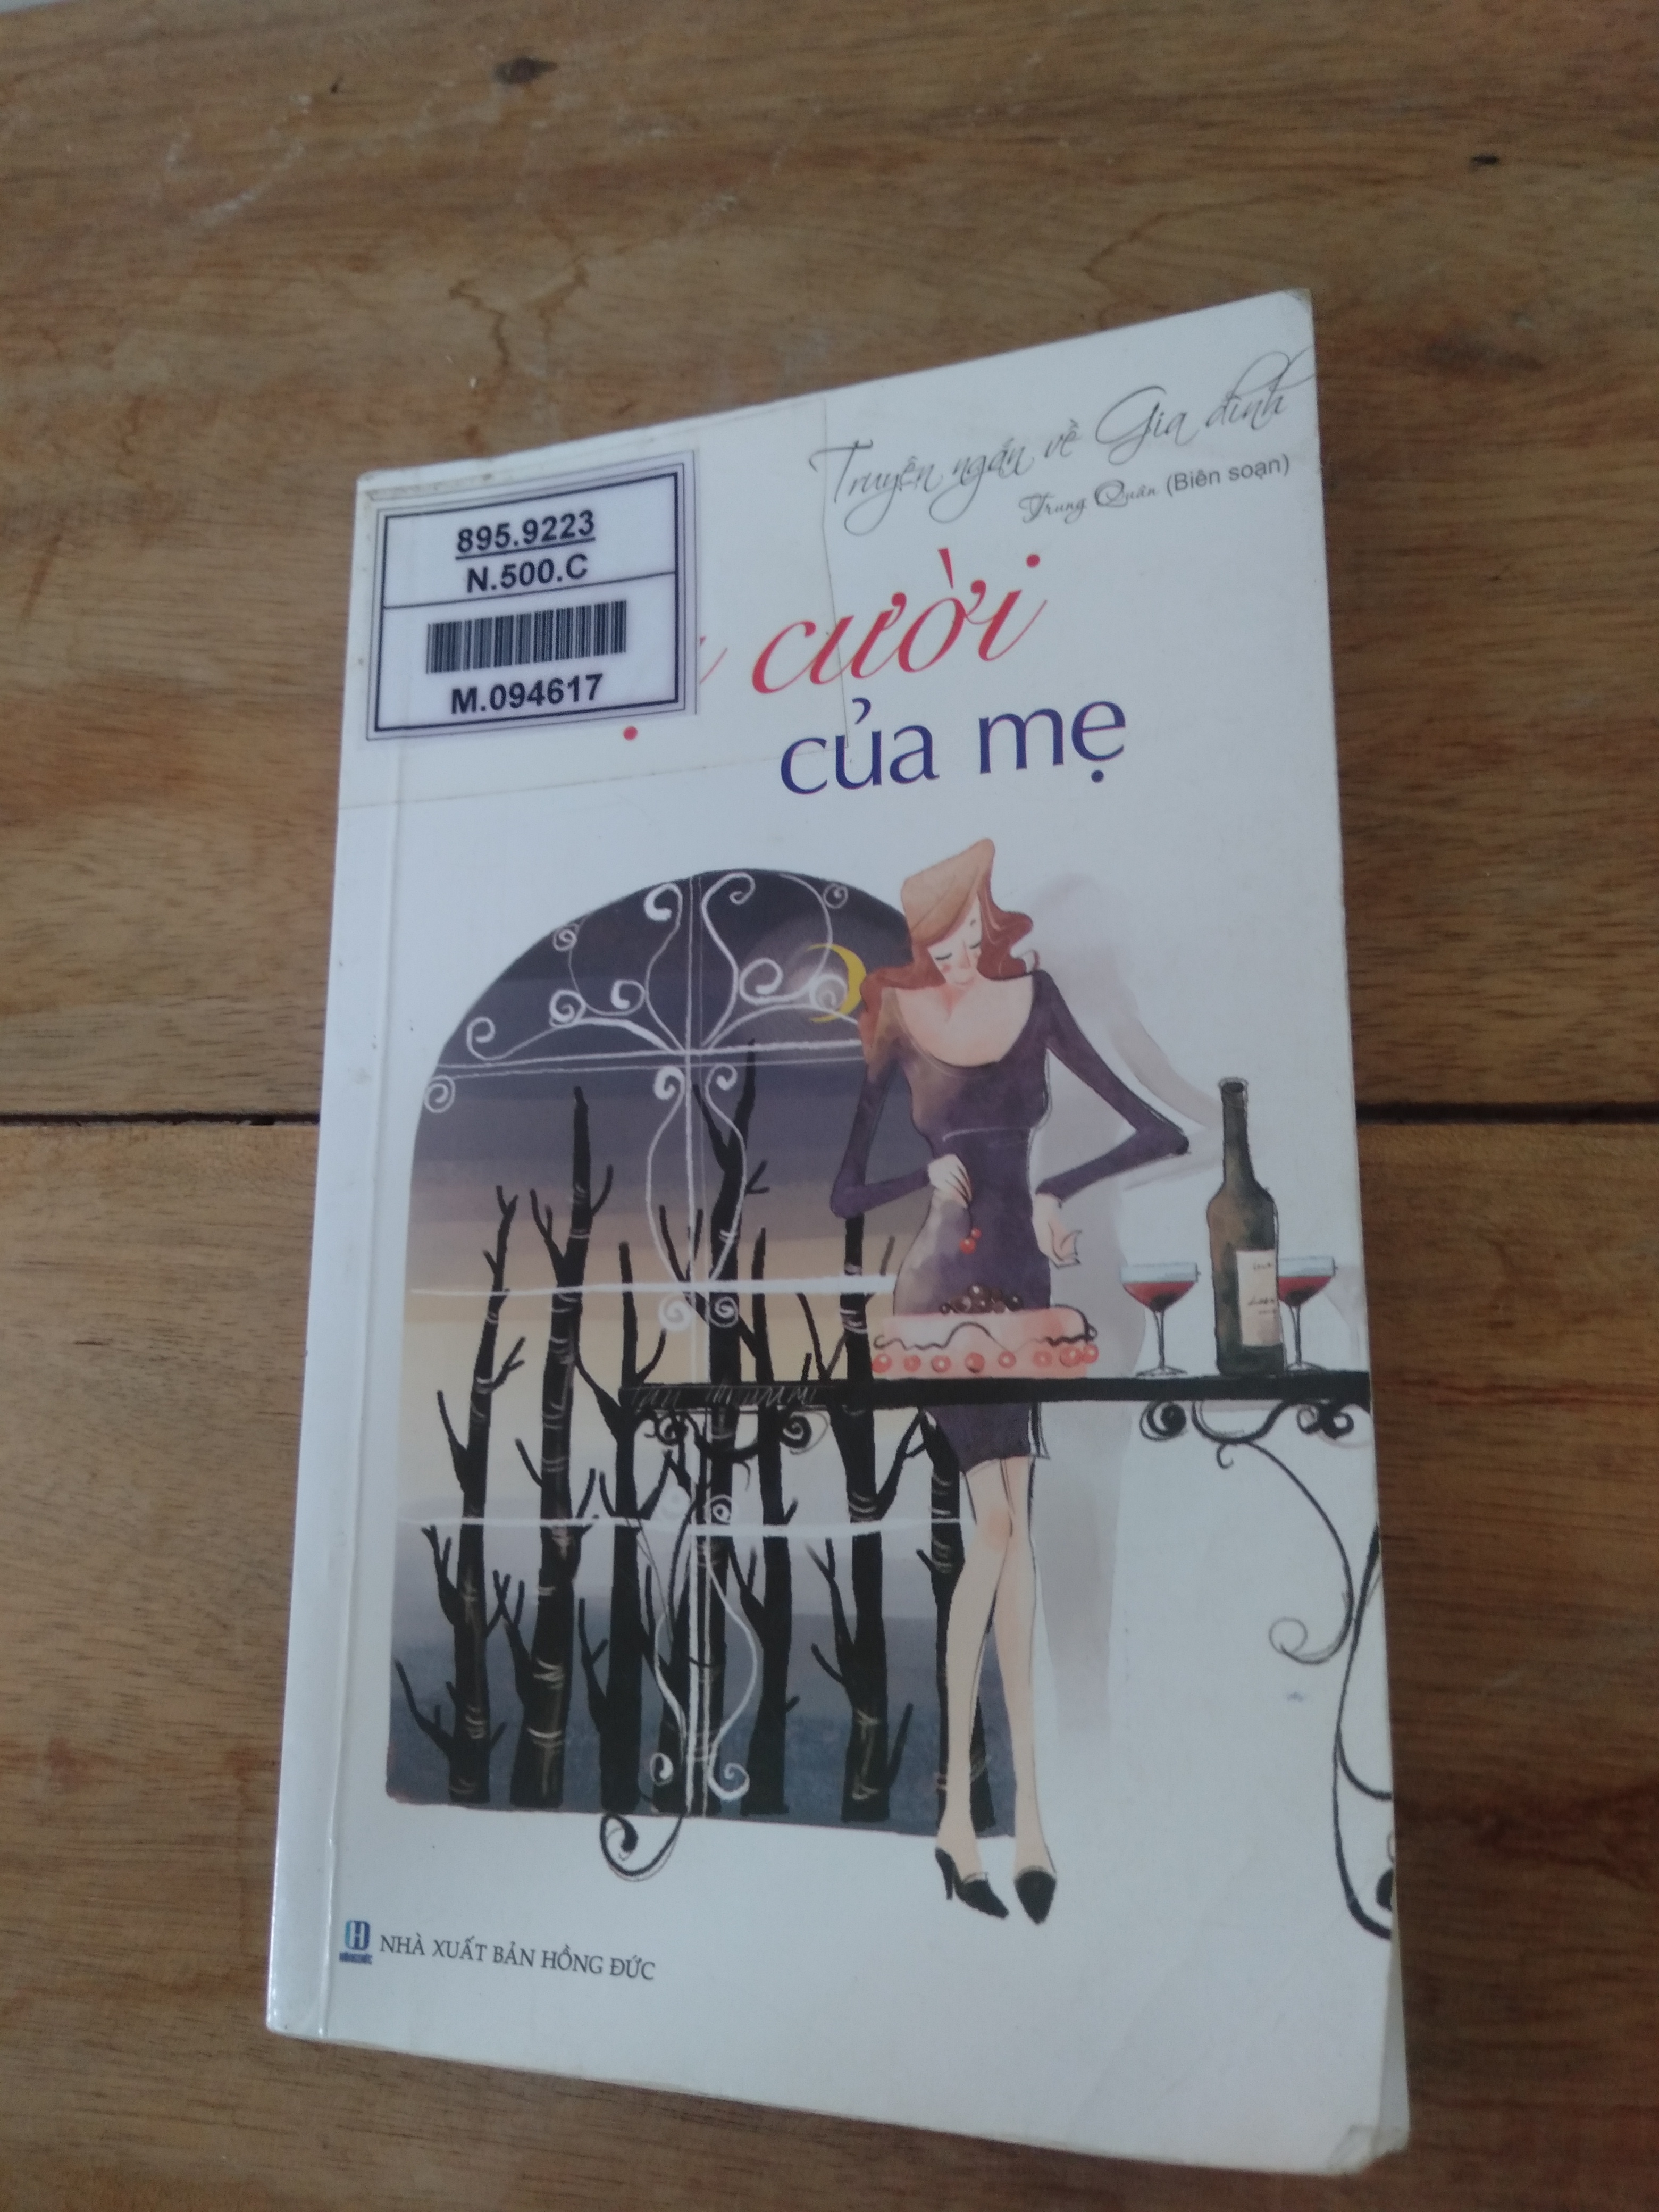 Truyện ngắn về Gia đình
Trung Quân (Biên soạn)
895.9223
N.500.C
M.094617
cười
của mẹ
NHÀ XUẤT BẢN HỒNG ĐỨC